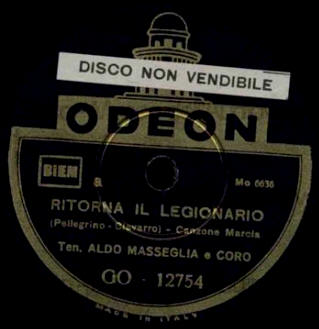 DISCO NON VENDIBILE
ODEON
BIEM
a
Mo 6636
RITORNA IL LEGIONARIO
(Pellegrino - Ciavarro) - Canzone Marcia
Ten. ALDO MASSEGLIA e CORO
GO - 12754
MADE IN ITALY